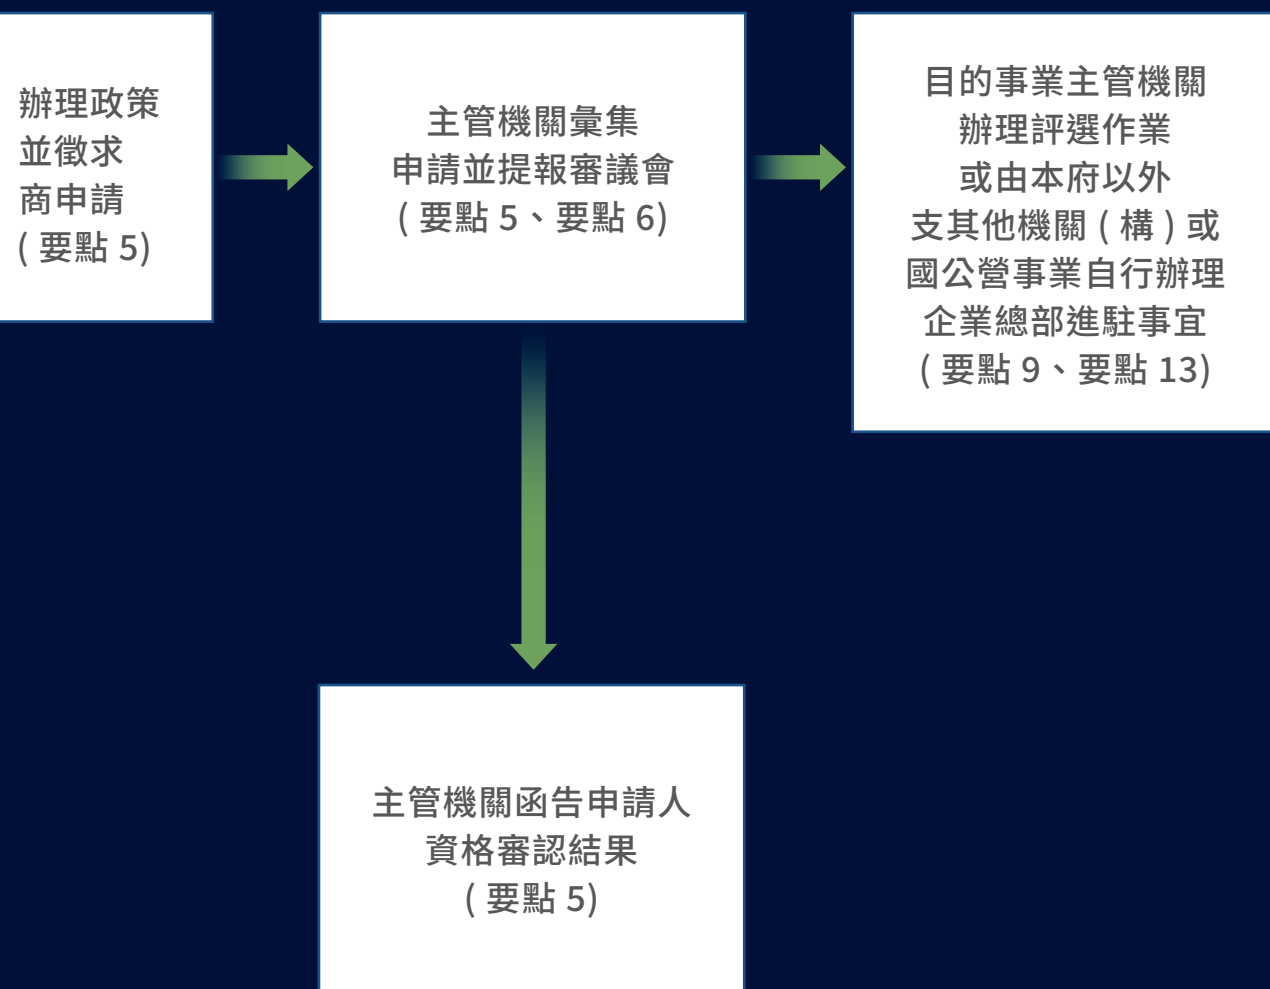 辦理政策
並徵求
商申請
( 要點 5)
主管機關彙集
申請並提報審議會
( 要點 5、要點 6)
目的事業主管機關
辦理評選作業
或由本府以外
支其他機關 ( 構 ) 或
國公營事業自行辦理
企業總部進駐事宜
( 要點 9、要點 13)
主管機關函告申請人
資格審認結果
( 要點 5)